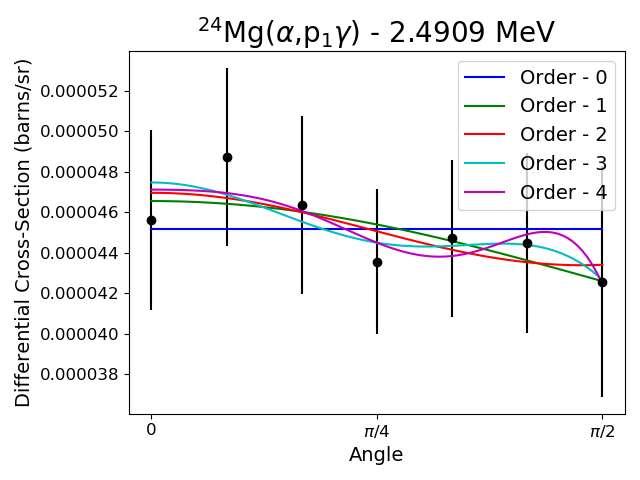 ²⁴Mg(α,p₁γ) - 2.4909 MeV
Differential Cross-Section (barns/sr)
0.000052
0.000050
0.000048
0.000046
0.000044
0.000042
0.000040
0.000038
Order - 0
Order - 1
Order - 2
Order - 3
Order - 4
0
π/4
π/2
Angle